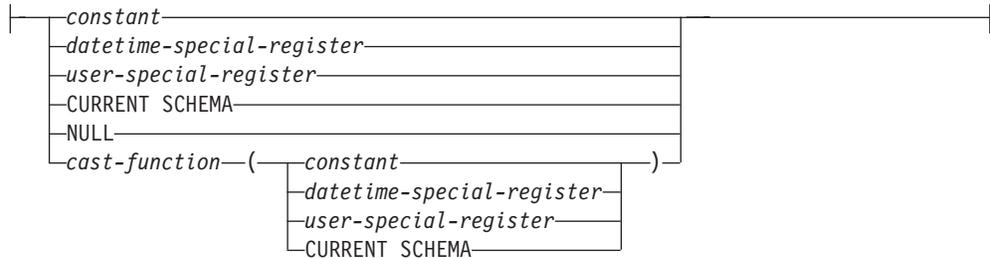 constant
datetime-special-register
user-special-register
CURRENT SCHEMA
NULL
cast-function ( constant )
datetime-special-register
user-special-register
CURRENT SCHEMA